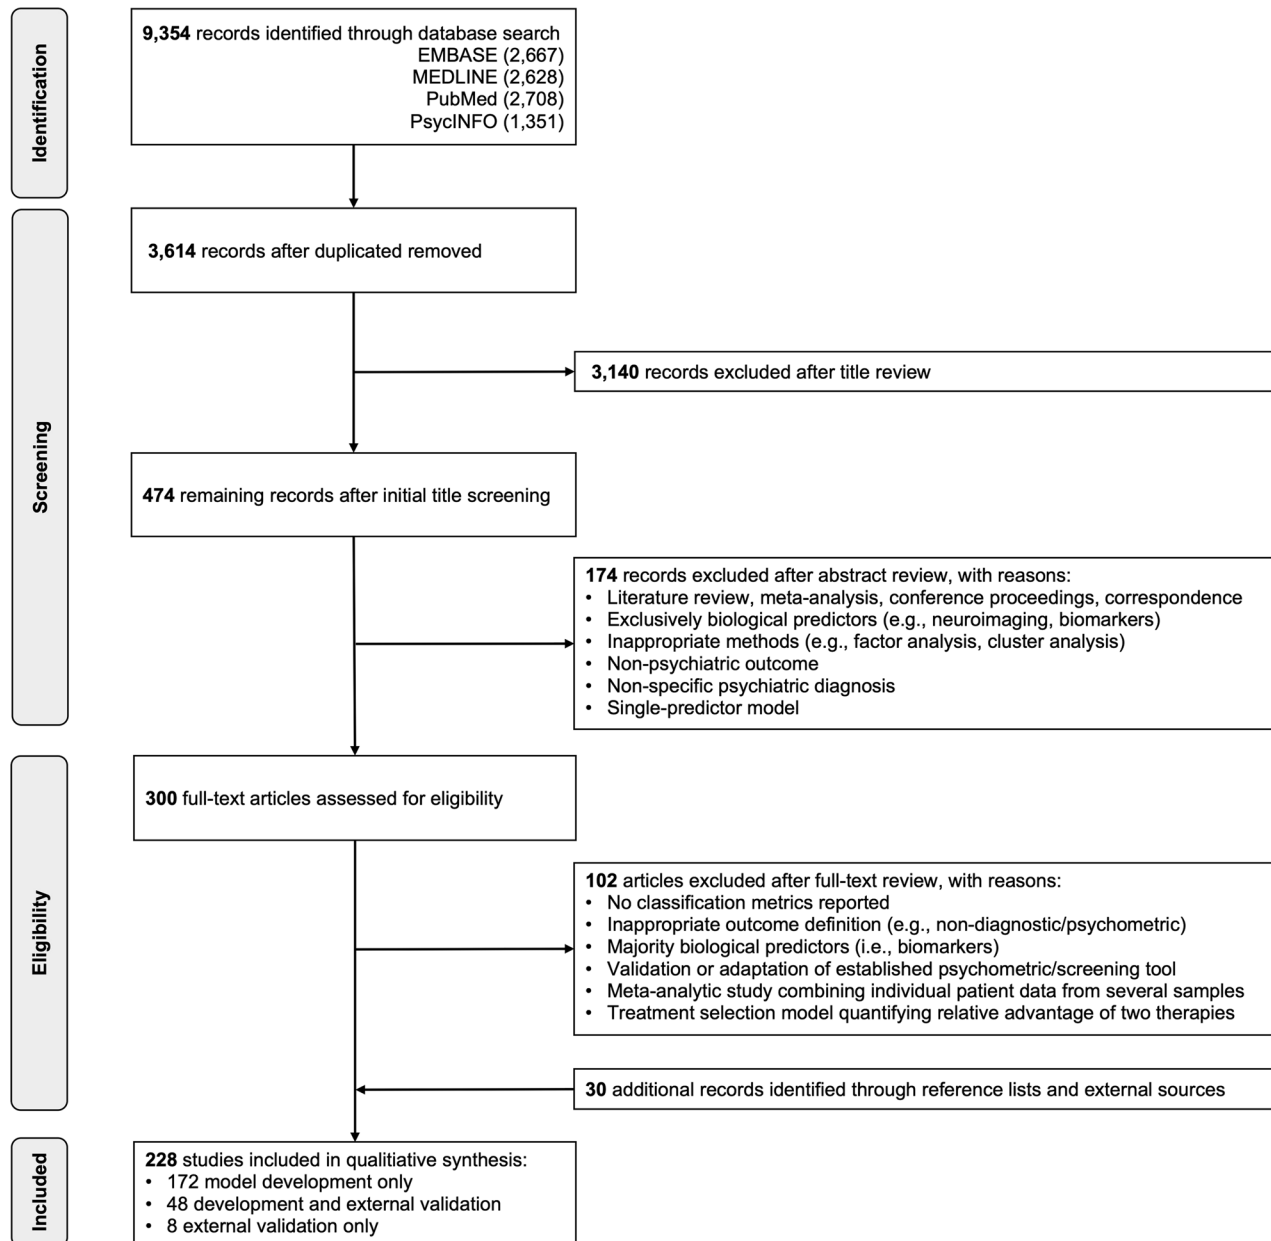 Identification
9,354 records identified through database search
EMBASE (2,667)
MEDLINE (2,628)
PubMed (2,708)
PsycINFO (1,351)
Screening
3,614 records after duplicated removed
3,140 records excluded after title review
474 remaining records after initial title screening
174 records excluded after abstract review, with reasons:
• Literature review, meta-analysis, conference proceedings, correspondence
• Exclusively biological predictors (e.g., neuroimaging, biomarkers)
• Inappropriate methods (e.g., factor analysis, cluster analysis)
• Non-psychiatric outcome
• Non-specific psychiatric diagnosis
• Single-predictor model
Eligibility
300 full-text articles assessed for eligibility
102 articles excluded after full-text review, with reasons:
• No classification metrics reported
• Inappropriate outcome definition (e.g., non-diagnostic/psychometric)
• Majority biological predictors (i.e., biomarkers)
• Validation or adaptation of established psychometric/screening tool
• Meta-analytic study combining individual patient data from several samples
• Treatment selection model quantifying relative advantage of two therapies
30 additional records identified through reference lists and external sources
Included
228 studies included in qualitiative synthesis:
• 172 model development only
• 48 development and external validation
• 8 external validation only